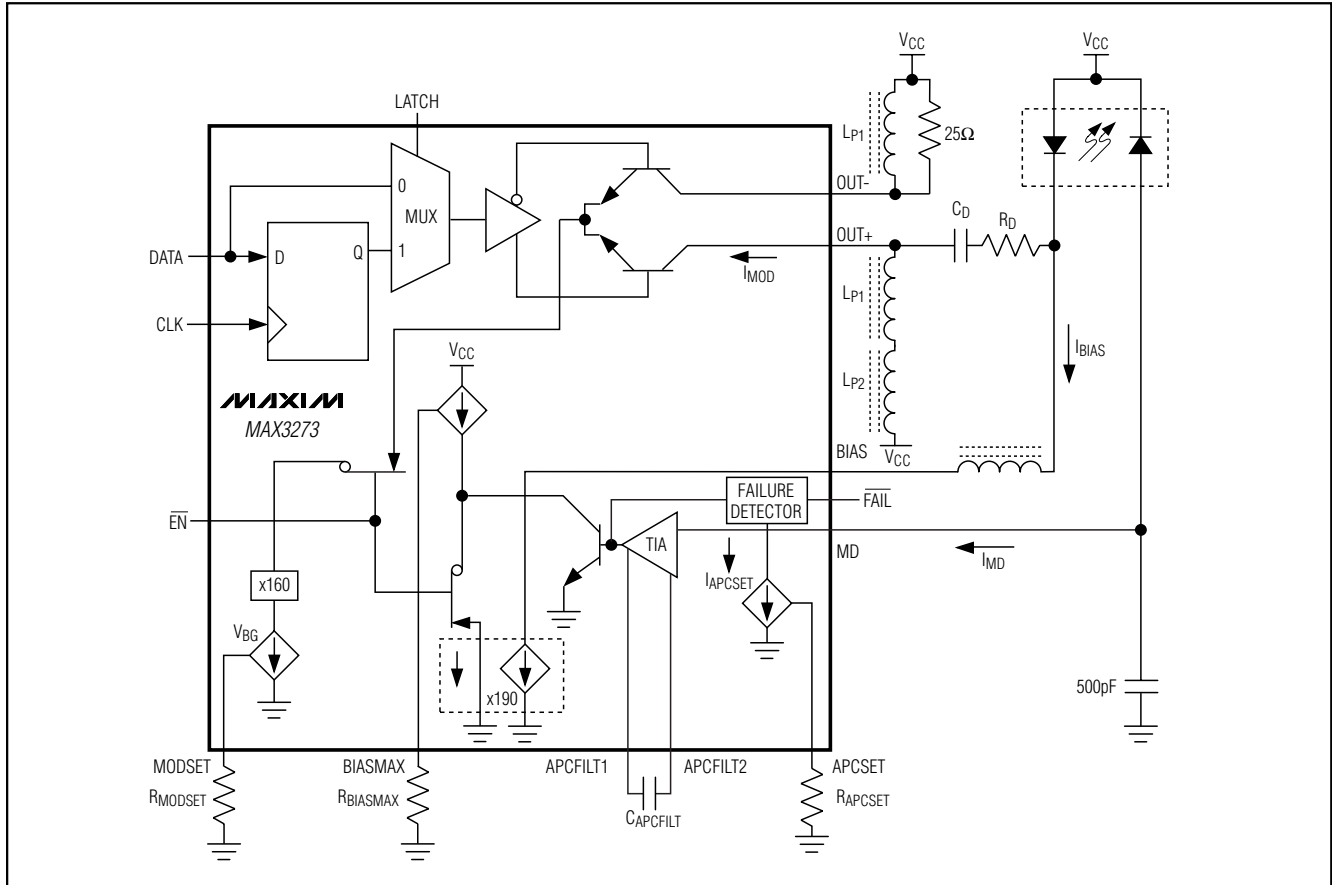 VCC
VCC
LATCH
LP1
25Ω
OUT-
0
MUX
CD
RD
OUT+
DATA
D
Q
1
IMOD
LP1
CLK
IBIAS
VCC
LP2
MAXIM
MAX3273
BIAS
VCC
FAILURE
DETECTOR
FAIL
EN
TIA
MD
IMD
x160
IAPCSET
VBG
x190
500pF
MODSET
BIASMAX
APCFILT1
APCFILT2
APCSET
RMODSET
RBIASMAX
CAPCFILT
RAPCSET